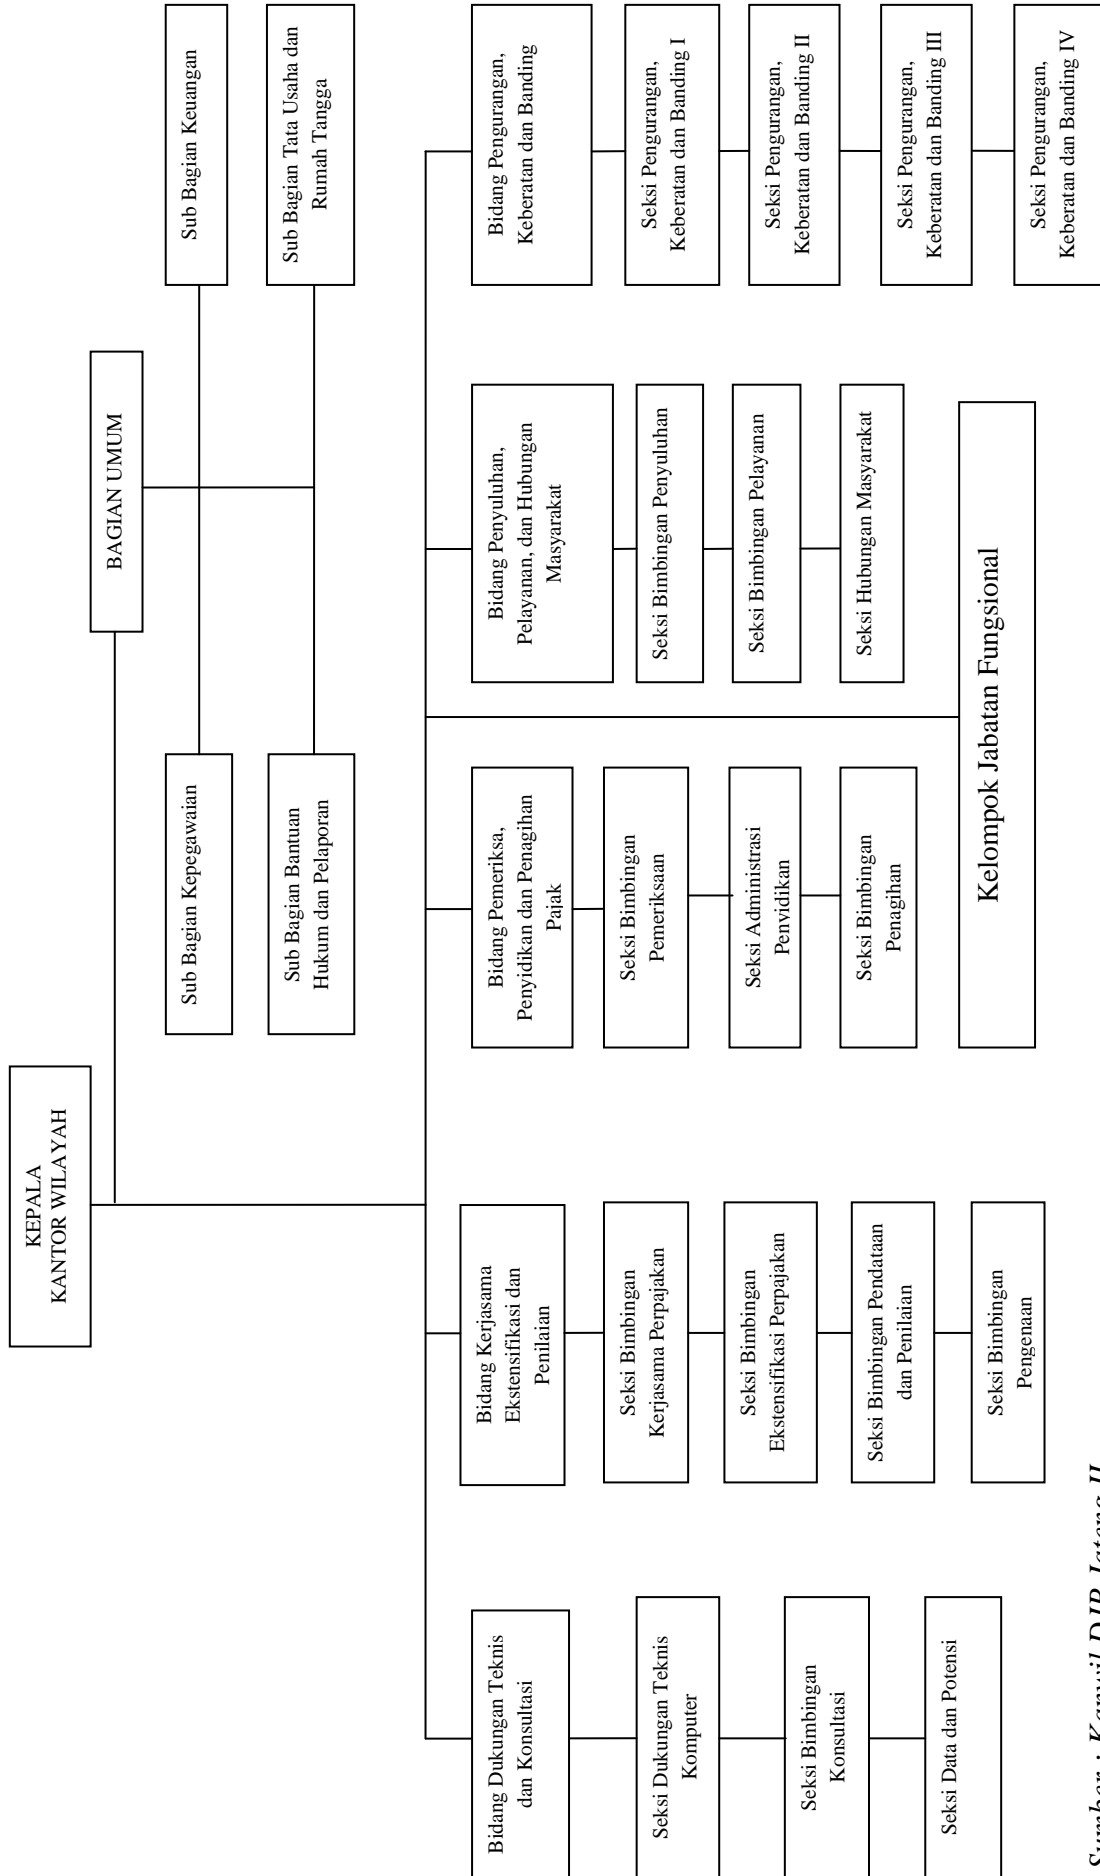 KEPALA
KANTOR WILAYAH
BAGIAN UMUM
Sub Bagian Kepegawaian
Sub Bagian Keuangan
Sub Bagian Bantuan
Hukum dan Pelaporan
Sub Bagian Tata Usaha dan
Rumah Tangga
Bidang Dukungan Teknis
dan Konsultasi
Seksi Dukungan Teknis
Komputer
Seksi Bimbingan
Konsultasi
Seksi Data dan Potensi
Bidang Kerjasama
Ekstensifikasi dan
Penilaian
Seksi Bimbingan
Kerjasama Perpajakan
Seksi Bimbingan
Ekstensifikasi Perpajakan
Seksi Bimbingan Pendataan
dan Penilaian
Seksi Bimbingan
Pengenaan
Bidang Pemeriksa,
Penyidikan dan Penagihan
Pajak
Seksi Bimbingan
Pemeriksaan
Seksi Administrasi
Penyidikan
Seksi Bimbingan
Penagihan
Bidang Penyuluhan,
Pelayanan, dan Hubungan
Masyarakat
Seksi Bimbingan Penyuluhan
Seksi Bimbingan Pelayanan
Seksi Hubungan Masyarakat
Bidang Pengurangan,
Keberatan dan Banding
Seksi Pengurangan,
Keberatan dan Banding I
Seksi Pengurangan,
Keberatan dan Banding II
Seksi Pengurangan,
Keberatan dan Banding III
Seksi Pengurangan,
Keberatan dan Banding IV
Kelompok Jabatan Fungsional
Sumber : Kanwil DJP Jateng II